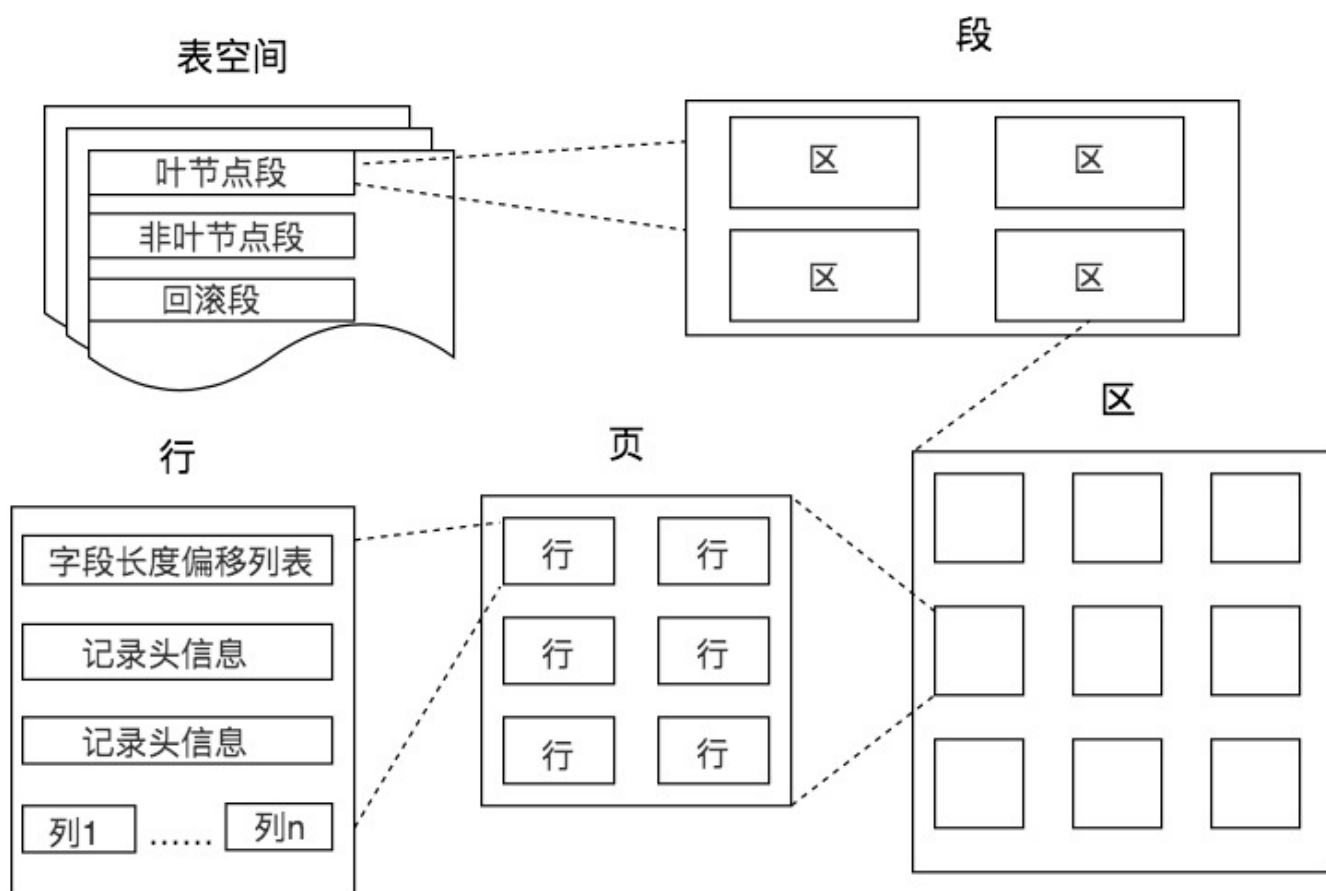 表空间
叶节点段
非叶节点段
回滚段
段
区
区
区
区
区
页
行
行
行
行
行
行
行
字段长度偏移列表
记录头信息
记录头信息
列1 ...... 列n